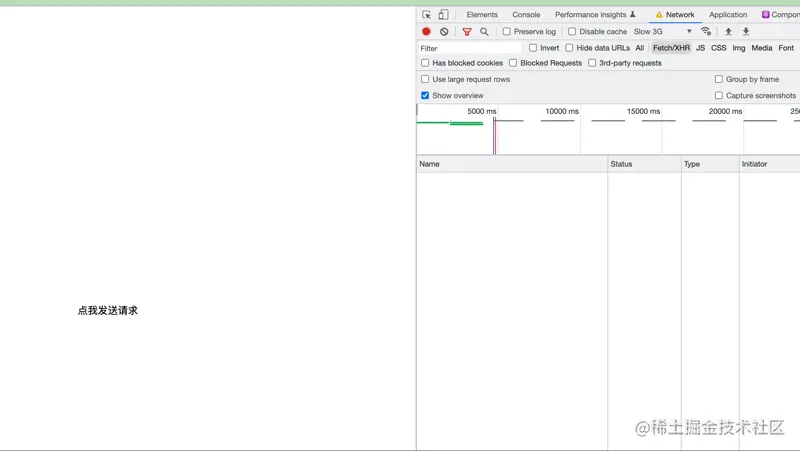 Elements Console Performance insights Network Application Compon
Preserve log Disable cache Slow 3G
Filter Invert Hide data URLs All Fetch/XHR JS CSS Img Media Font
Has blocked cookies Blocked Requests 3rd-party requests
Use large request rows Group by frame
Show overview Capture screenshots
5000 ms 10000 ms 15000 ms 20000 ms 250
Name Status Type Initiator
点我发送请求
@稀土掘金技术社区